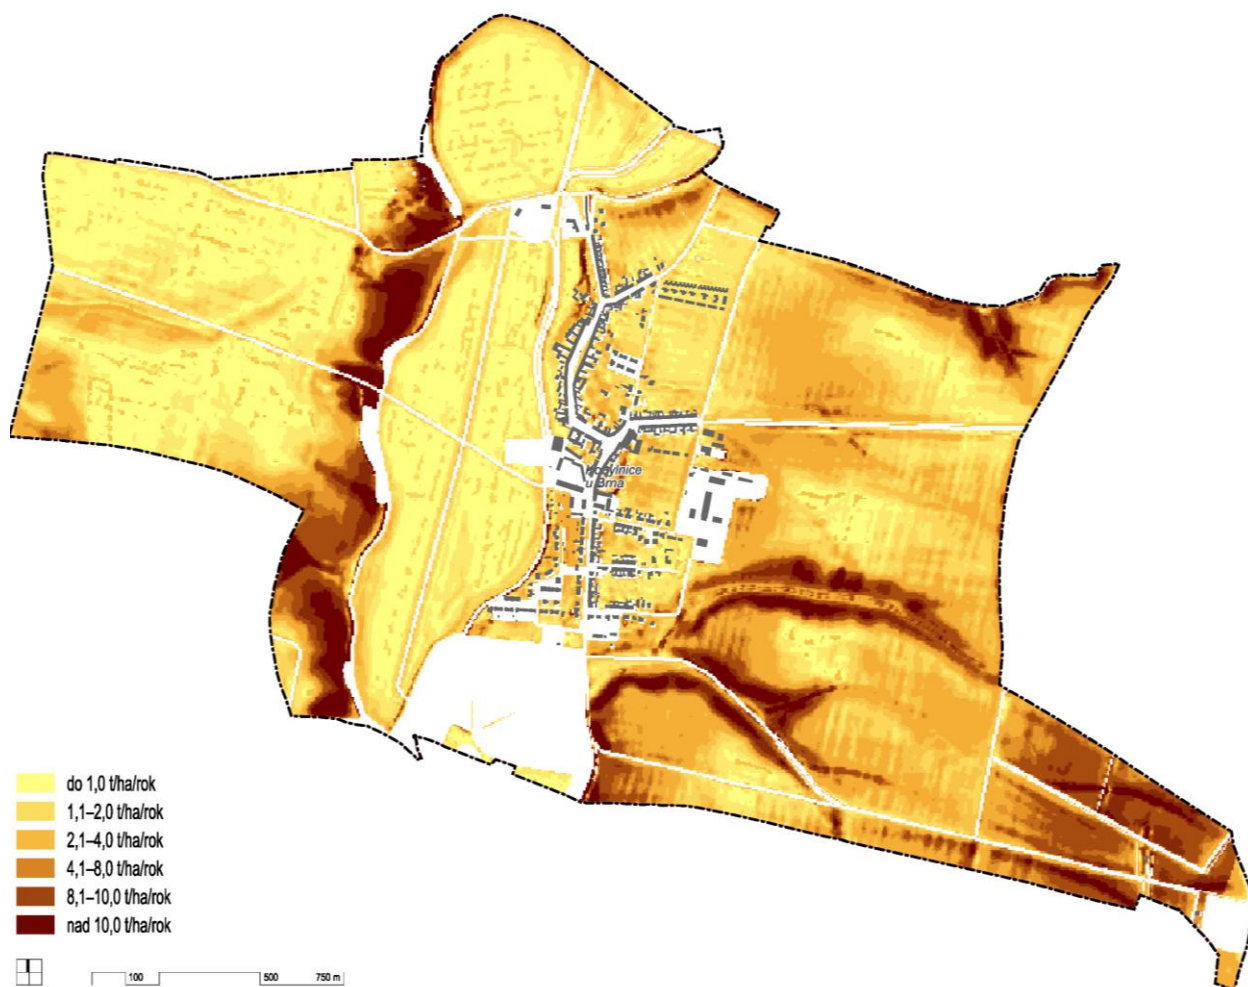 Kobylnice
u Brna
do 1,0 t/ha/rok
1,1–2,0 t/ha/rok
2,1–4,0 t/ha/rok
4,1–8,0 t/ha/rok
8,1–10,0 t/ha/rok
nad 10,0 t/ha/rok
100 500 750 m